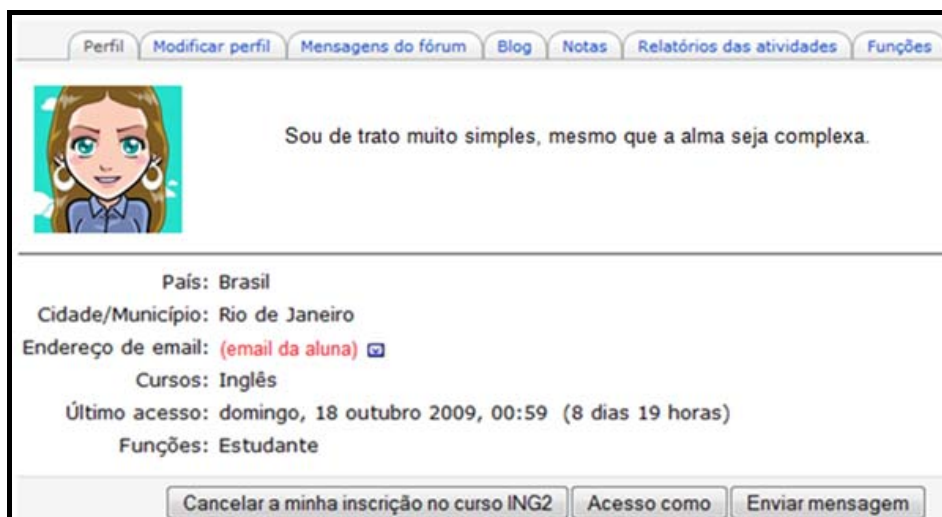 Perfil Modificar perfil Mensagens do fórum Blog Notas Relatórios das atividades Funções
Sou de trato muito simples, mesmo que a alma seja complexa.
País: Brasil
Cidade/Município: Rio de Janeiro
Endereço de email: (email da aluna)
Cursos: Inglês
Último acesso: domingo, 18 outubro 2009, 00:59 (8 dias 19 horas)
Funções: Estudante
Cancelar a minha inscrição no curso ING2 Acesso como Enviar mensagem